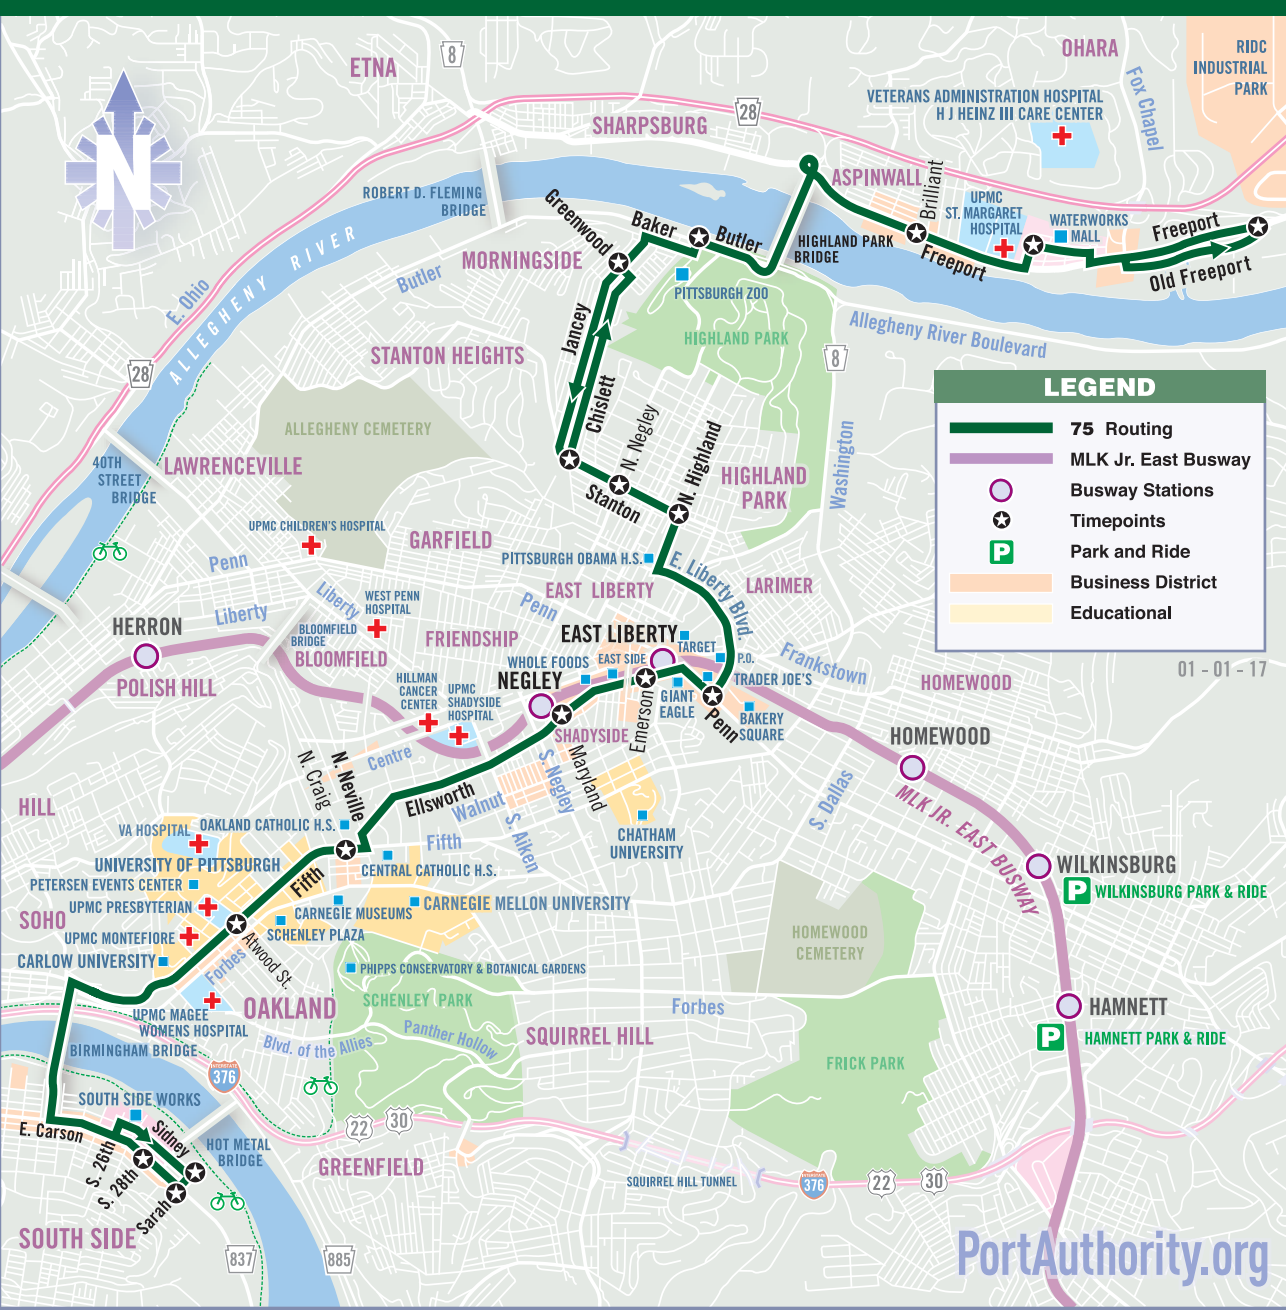 8
ETNA
OHARA
RIDC
INDUSTRIAL
PARK
Fox Chapel
VETERANS ADMINISTRATION HOSPITAL
H J HEINZ III CARE CENTER
28
SHARPSBURG
N
ROBERT D. FLEMING
BRIDGE
ASPINWALL
Brilliant
UPMC
ST. MARGARET
HOSPITAL
WATERWORKS
MALL
Freeport
Old Freeport
Greenwood
Baker
Butler
HIGHLAND PARK
BRIDGE
Freeport
ALLEGHENY RIVER
E. Ohio
MORNINGSIDE
Butler
PITTSBURGH ZOO
HIGHLAND PARK
Allegheny River Boulevard
8
Jancey
STANTON HEIGHTS
28
Chislett
N. Negley
N. Highland
Stanton
HIGHLAND
PARK
Washington
ALLEGHENY CEMETERY
LAWRENCEVILLE
40TH
STREET
BRIDGE
LEGEND
75 Routing
MLK Jr. East Busway
Busway Stations
Timepoints
P
Park and Ride
Business District
Educational
01 - 01 - 17
UPMC CHILDREN'S HOSPITAL
GARFIELD
Penn
PITTSBURGH OBAMA H.S.
E. Liberty Blvd.
LARIMER
EAST LIBERTY
Penn
Liberty
Liberty
WEST PENN
HOSPITAL
HERRON
BLOOMFIELD
BRIDGE
FRIENDSHIP
EAST LIBERTY
TARGET
P.O.
Frankstown
BLOOMFIELD
POLISH HILL
WHOLE FOODS
EAST SIDE
NEGLEY
GIANT
EAGLE
TRADER JOE'S
HOMEWOOD
HILLMAN
CANCER
CENTER
UPMC
SHADYSIDE
HOSPITAL
Penn
BAKERY
SQUARE
SHADYSIDE
Emerson
HOMEWOOD
Centre
N. Craig
N. Neville
Ellsworth
Walnut
S. Negley
Maryland
S. Aiken
S. Dallas
MLK JR. EAST BUSWAY
HILL
VA HOSPITAL
OAKLAND CATHOLIC H.S.
Fifth
CHATHAM
UNIVERSITY
UNIVERSITY OF PITTSBURGH
Fifth
CENTRAL CATHOLIC H.S.
WILKINSBURG
P
WILKINSBURG PARK & RIDE
PETERSEN EVENTS CENTER
UPMC PRESBYTERIAN
CARNEGIE MUSEUMS
CARNEGIE MELLON UNIVERSITY
SOHO
UPMC MONTEFIORE
SCHENLEY PLAZA
HOMEWOOD
CEMETERY
CARLOW UNIVERSITY
Forbes
Atwood St.
PHIPPS CONSERVATORY & BOTANICAL GARDENS
OAKLAND
SCHENLEY PARK
Forbes
HAMNETT
UPMC MAGEE
WOMENS HOSPITAL
Panther Hollow
SQUIRREL HILL
P
HAMNETT PARK & RIDE
BIRMINGHAM BRIDGE
Blvd. of the Allies
FRICK PARK
INTERSTATE
376
SOUTH SIDE WORKS
22
30
E. Carson
Sidney
S. 26th
S. 28th
Sarah
HOT METAL
BRIDGE
GREENFIELD
SQUIRREL HILL TUNNEL
INTERSTATE
376
22
30
SOUTH SIDE
837
885
PortAuthority.org